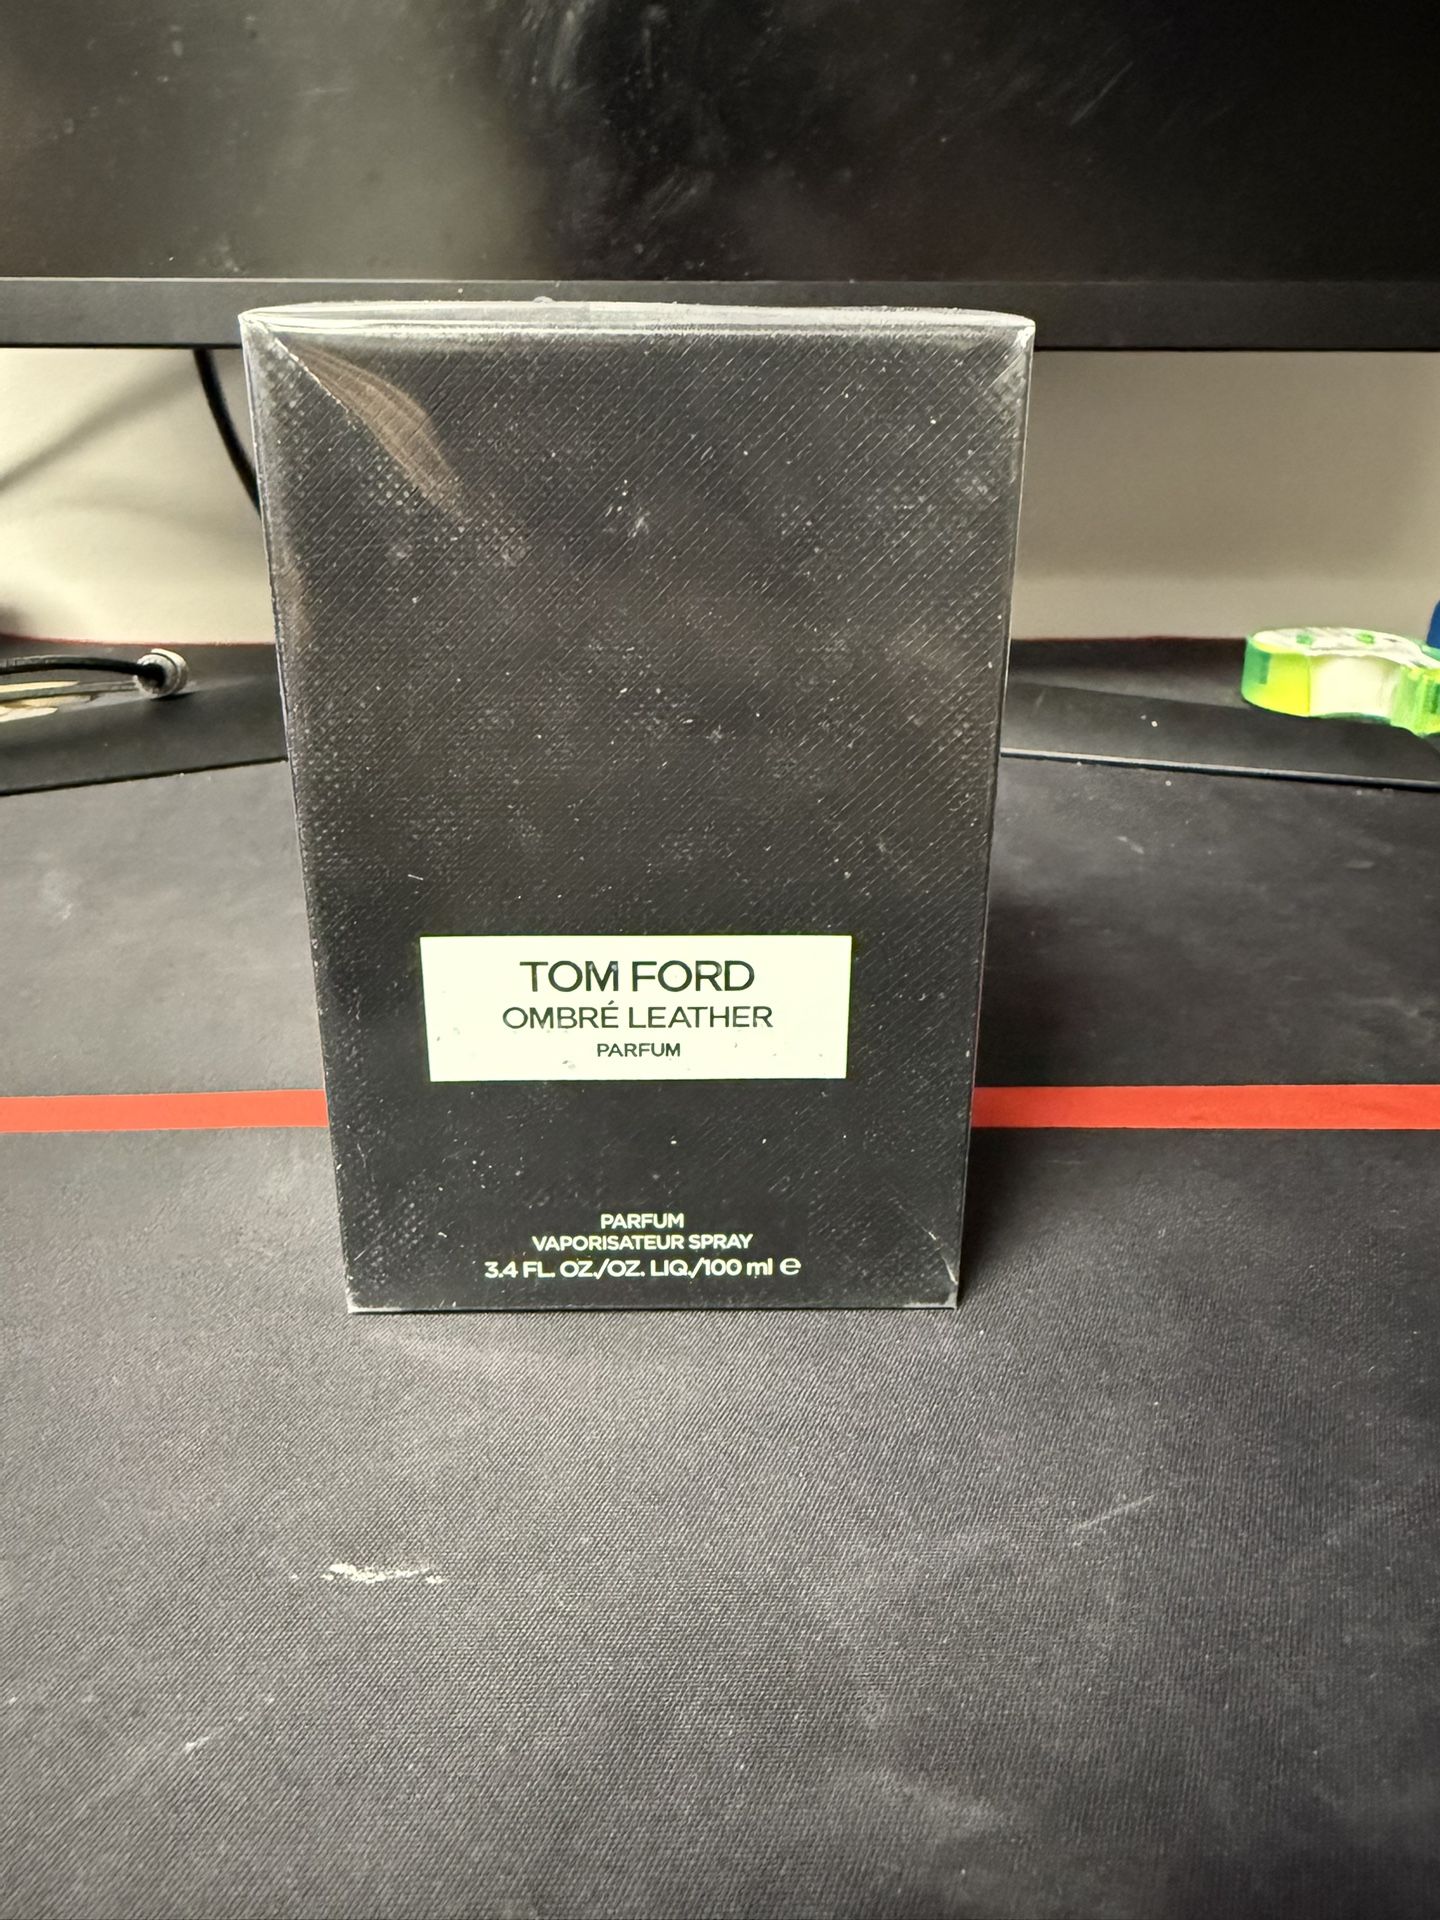 TOM FORD
OMBRÉ LEATHER
PARFUM
PARFUM
VAPORISATEUR SPRAY
3.4 FL. OZ./OZ. LIQ./100 ml ℮